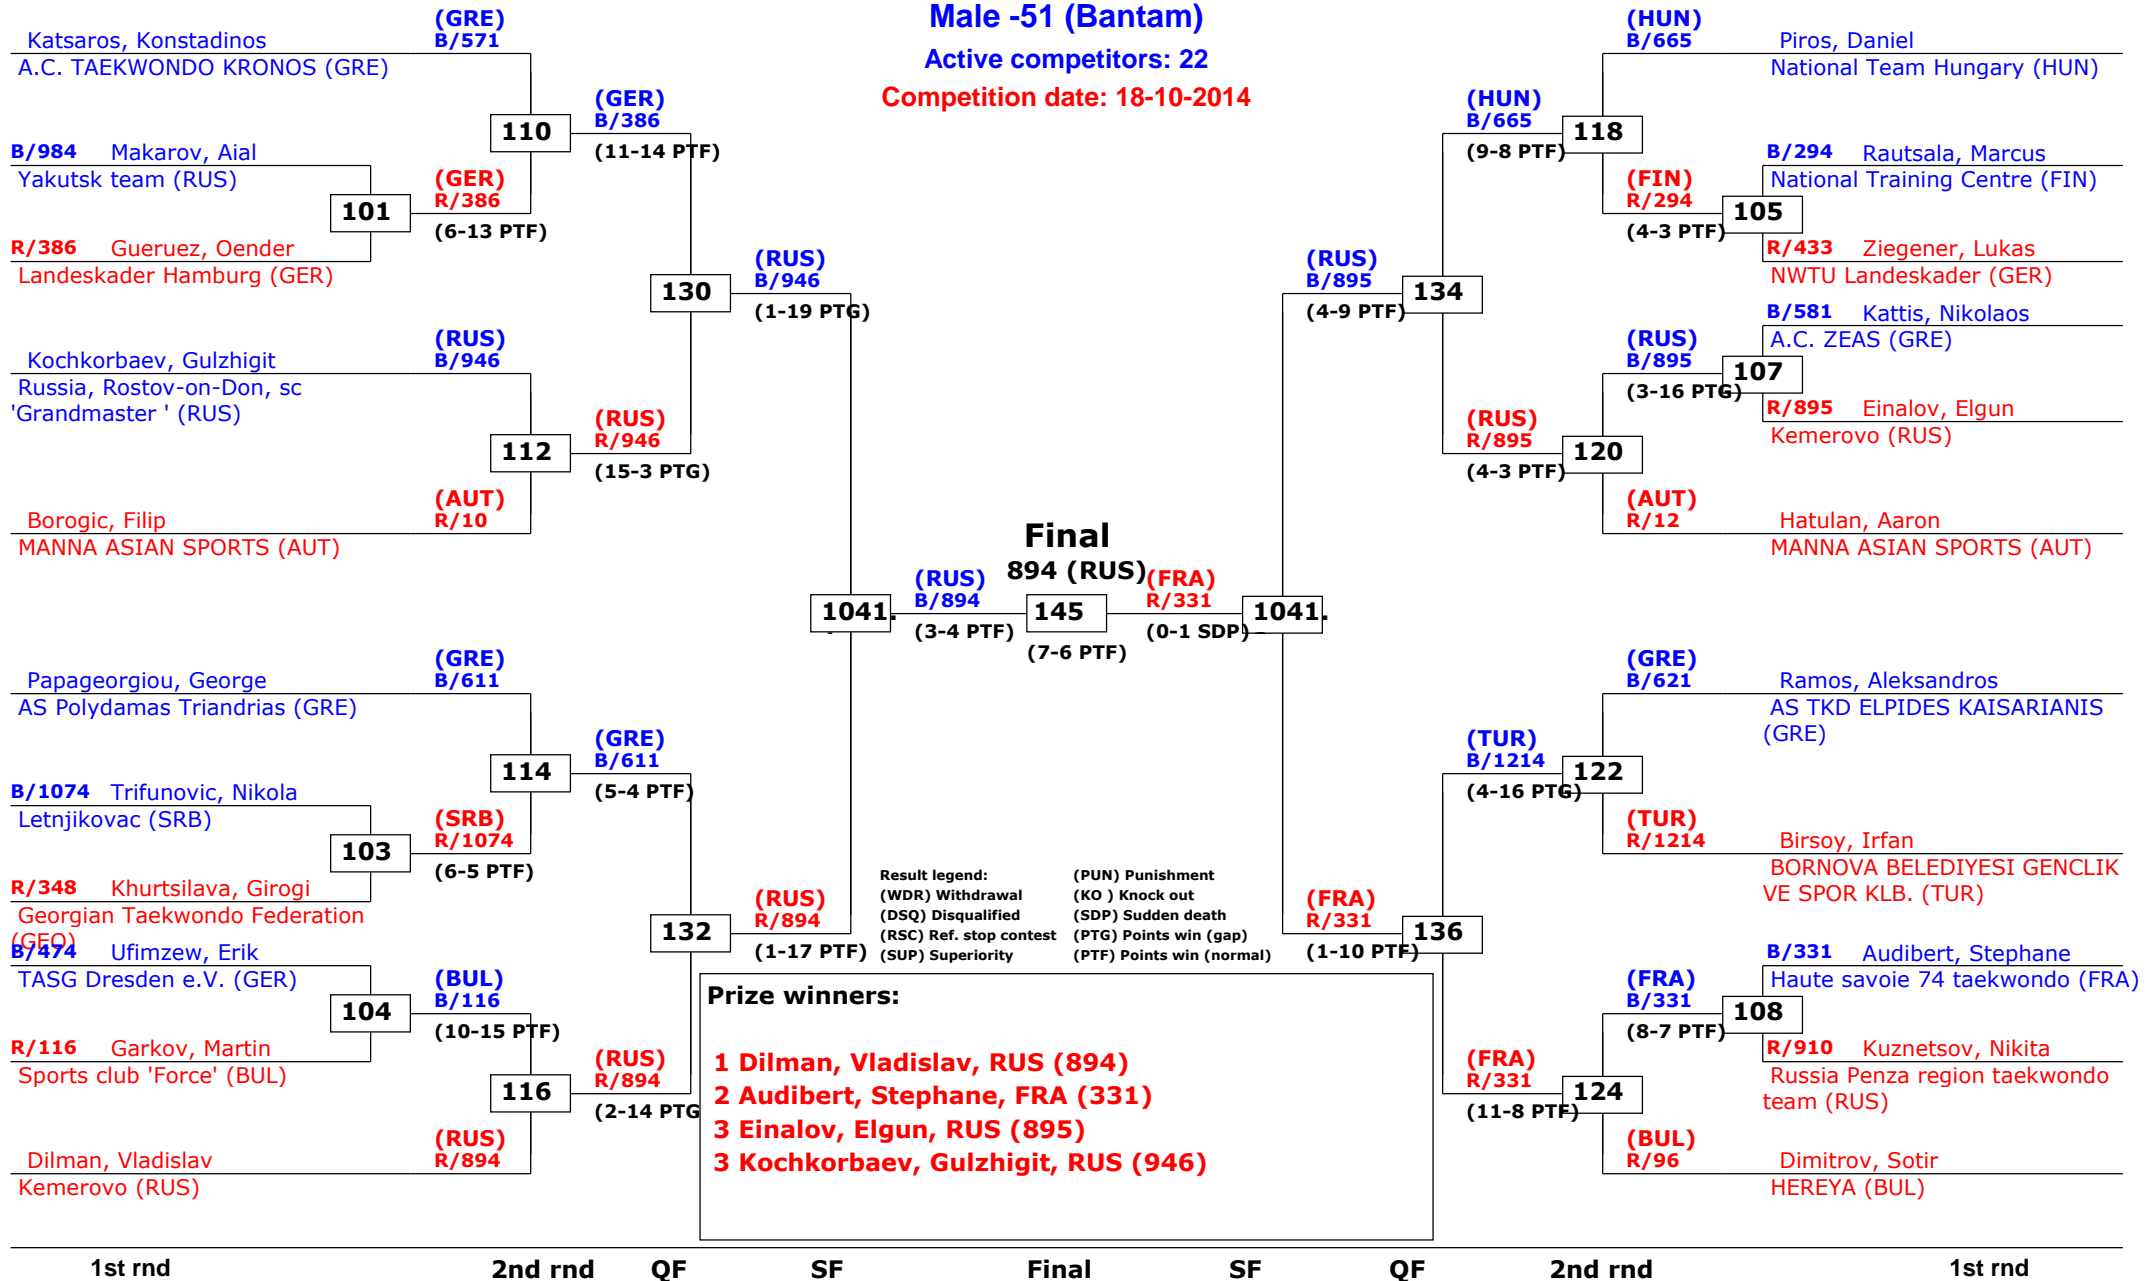 Male -51 (Bantam)
Active competitors: 22
Competition date: 18-10-2014
(GRE)
Katsaros, Konstadinos B/571
A.C. TAEKWONDO KRONOS (GRE)
(GER)
B/386
110
(11-14 PTF)
B/984 Makarov, Aial
Yakutsk team (RUS)
(GER)
R/386
101
(6-13 PTF)
R/386 Gueruez, Oender
Landeskader Hamburg (GER)
(RUS)
B/946
130
(1-19 PTG)
(RUS)
Kochkorbaev, Gulzhigit B/946
Russia, Rostov-on-Don, sc
'Grandmaster ' (RUS)
(RUS)
R/946
112
(15-3 PTG)
(AUT)
Borogic, Filip R/10
MANNA ASIAN SPORTS (AUT)
1041.
(RUS)
B/894
(3-4 PTF)
(GRE)
Papageorgiou, George B/611
AS Polydamas Triandrias (GRE)
(GRE)
B/611
114
(5-4 PTF)
B/1074 Trifunovic, Nikola
Letnjikovac (SRB)
(SRB)
R/1074
103
(6-5 PTF)
R/348 Khurtsilava, Girogi
Georgian Taekwondo Federation
(GEO)
(RUS)
R/894
132
(1-17 PTF)
B/474 Ufimzew, Erik
TASG Dresden e.V. (GER)
(BUL)
B/116
104
(10-15 PTF)
R/116 Garkov, Martin
Sports club 'Force' (BUL)
(RUS)
R/894
116
(2-14 PTG
(RUS)
Dilman, Vladislav R/894
Kemerovo (RUS)
Final
894 (RUS)
145
(7-6 PTF)
(FRA)
R/331
(0-1 SDP)
1041.
(HUN)
B/665 Piros, Daniel
National Team Hungary (HUN)
(HUN)
B/665
118
(9-8 PTF)
B/294 Rautsala, Marcus
National Training Centre (FIN)
(FIN)
R/294
105
(4-3 PTF)
R/433 Ziegener, Lukas
NWTU Landeskader (GER)
(RUS)
B/895
134
(4-9 PTF)
B/581 Kattis, Nikolaos
A.C. ZEAS (GRE)
(RUS)
B/895
107
(3-16 PTG)
R/895 Einalov, Elgun
Kemerovo (RUS)
(RUS)
R/895
120
(4-3 PTF)
(AUT)
R/12 Hatulan, Aaron
MANNA ASIAN SPORTS (AUT)
(GRE)
B/621 Ramos, Aleksandros
AS TKD ELPIDES KAISARIANIS
(GRE)
(TUR)
B/1214
122
(4-16 PTG)
(TUR)
R/1214 Birsoy, Irfan
BORNOVA BELEDIYESI GENCLIK
VE SPOR KLB. (TUR)
(FRA)
R/331
136
(1-10 PTF)
B/331 Audibert, Stephane
Haute savoie 74 taekwondo (FRA)
(FRA)
B/331
108
(8-7 PTF)
R/910 Kuznetsov, Nikita
Russia Penza region taekwondo
team (RUS)
(FRA)
R/331
124
(11-8 PTF)
(BUL)
R/96 Dimitrov, Sotir
HEREYA (BUL)
Result legend: (PUN) Punishment
(WDR) Withdrawal (KO ) Knock out
(DSQ) Disqualified (SDP) Sudden death
(RSC) Ref. stop contest (PTG) Points win (gap)
(SUP) Superiority (PTF) Points win (normal)
Prize winners:
1 Dilman, Vladislav, RUS (894)
2 Audibert, Stephane, FRA (331)
3 Einalov, Elgun, RUS (895)
3 Kochkorbaev, Gulzhigit, RUS (946)
1st rnd 2nd rnd QF SF Final SF QF 2nd rnd 1st rnd